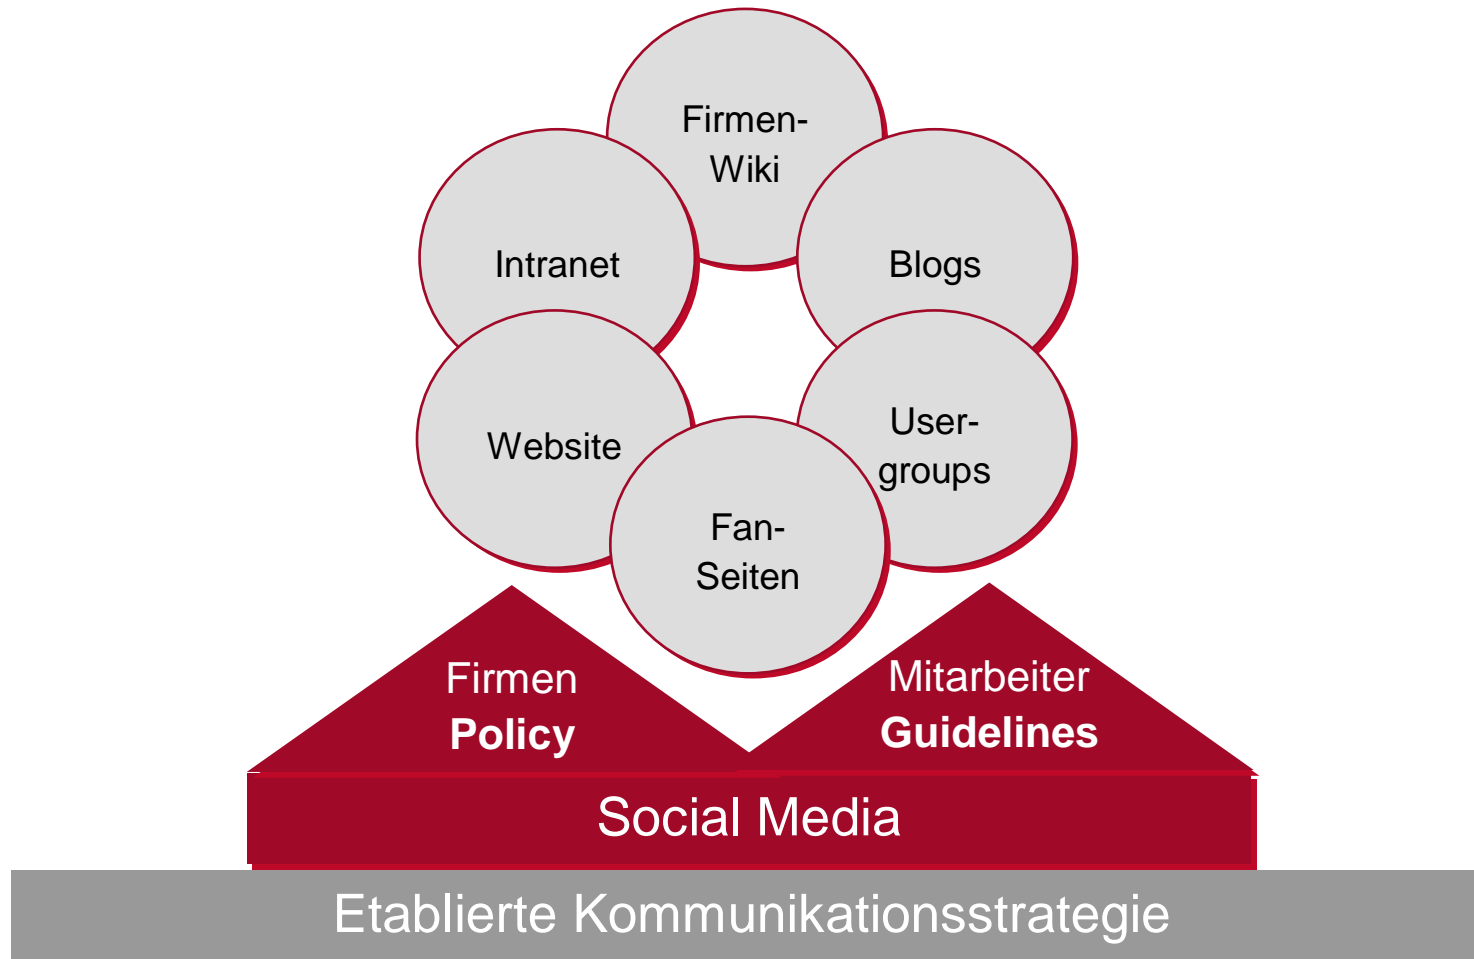 Firmen-
Wiki
Intranet
Blogs
Website
User-
groups
Fan-
Seiten
Firmen
Policy
Mitarbeiter
Guidelines
Social Media
Etablierte Kommunikationsstrategie